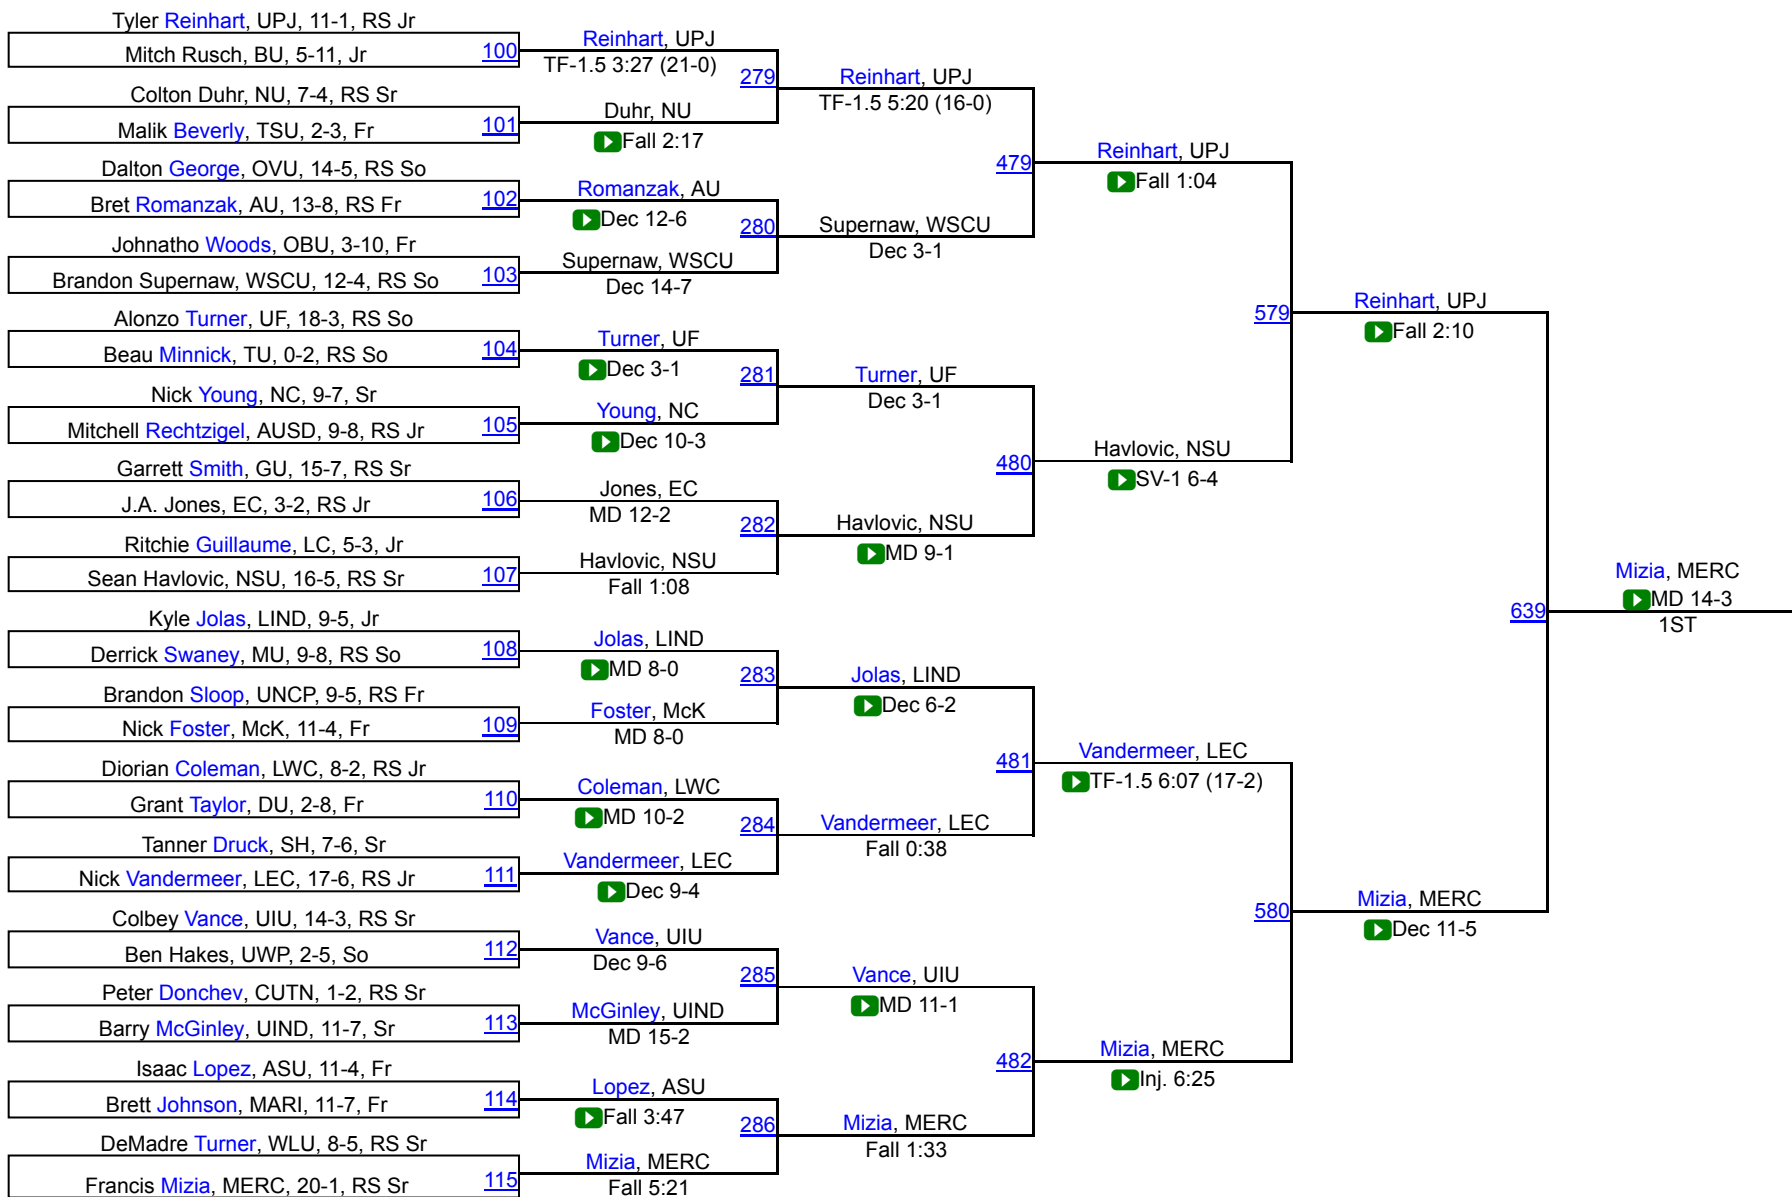 Tyler Reinhart, UPJ, 11-1, RS Jr
Mitch Rusch, BU, 5-11, Jr
100
Colton Duhr, NU, 7-4, RS Sr
Malik Beverly, TSU, 2-3, Fr
101
Dalton George, OVU, 14-5, RS So
Bret Romanzak, AU, 13-8, RS Fr
102
Johnatho Woods, OBU, 3-10, Fr
Brandon Supernaw, WSCU, 12-4, RS So
103
Alonzo Turner, UF, 18-3, RS So
Beau Minnick, TU, 0-2, RS So
104
Nick Young, NC, 9-7, Sr
Mitchell Rechtzigel, AUSD, 9-8, RS Jr
105
Garrett Smith, GU, 15-7, RS Sr
J.A. Jones, EC, 3-2, RS Jr
106
Ritchie Guillaume, LC, 5-3, Jr
Sean Havlovic, NSU, 16-5, RS Sr
107
Kyle Jolas, LIND, 9-5, Jr
Derrick Swaney, MU, 9-8, RS So
108
Brandon Sloop, UNCP, 9-5, RS Fr
Nick Foster, McK, 11-4, Fr
109
Diorian Coleman, LWC, 8-2, RS Jr
Grant Taylor, DU, 2-8, Fr
110
Tanner Druck, SH, 7-6, Sr
Nick Vandermeer, LEC, 17-6, RS Jr
111
Colbey Vance, UIU, 14-3, RS Sr
Ben Hakes, UWP, 2-5, So
112
Peter Donchev, CUTN, 1-2, RS Sr
Barry McGinley, UIND, 11-7, Sr
113
Isaac Lopez, ASU, 11-4, Fr
Brett Johnson, MARI, 11-7, Fr
114
DeMadre Turner, WLU, 8-5, RS Sr
Francis Mizia, MERC, 20-1, RS Sr
115
Reinhart, UPJ
TF-1.5 3:27 (21-0)
279
Duhr, NU
Fall 2:17
Romanzak, AU
Dec 12-6
280
Supernaw, WSCU
Dec 14-7
Turner, UF
Dec 3-1
281
Young, NC
Dec 10-3
Jones, EC
MD 12-2
282
Havlovic, NSU
Fall 1:08
Jolas, LIND
MD 8-0
283
Foster, McK
MD 8-0
Coleman, LWC
MD 10-2
284
Vandermeer, LEC
Dec 9-4
Vance, UIU
Dec 9-6
285
McGinley, UIND
MD 15-2
Lopez, ASU
Fall 3:47
286
Mizia, MERC
Fall 5:21
Reinhart, UPJ
TF-1.5 5:20 (16-0)
479
Supernaw, WSCU
Dec 3-1
Turner, UF
Dec 3-1
480
Havlovic, NSU
MD 9-1
Jolas, LIND
Dec 6-2
481
Vandermeer, LEC
Fall 0:38
Vance, UIU
MD 11-1
482
Mizia, MERC
Fall 1:33
Reinhart, UPJ
Fall 1:04
579
Havlovic, NSU
SV-1 6-4
Vandermeer, LEC
TF-1.5 6:07 (17-2)
580
Mizia, MERC
Inj. 6:25
Reinhart, UPJ
Fall 2:10
639
Mizia, MERC
Dec 11-5
Mizia, MERC
MD 14-3
1ST